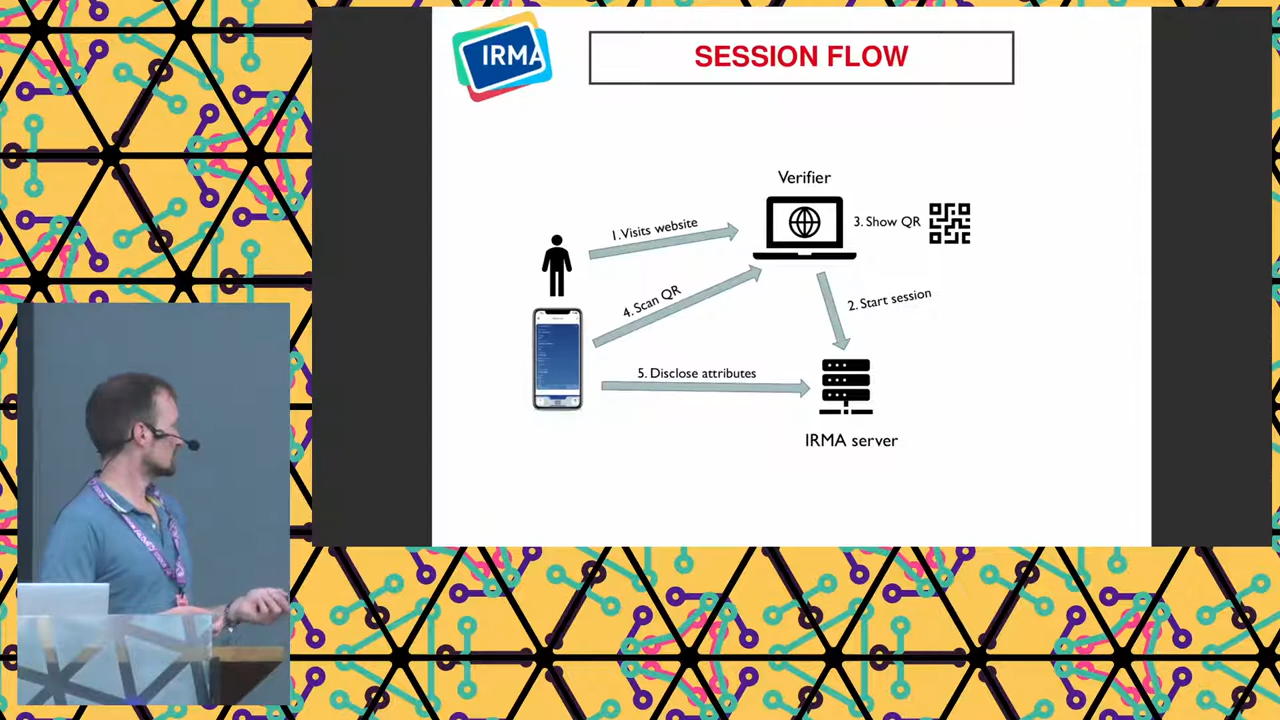 IRMA
SESSION FLOW
Verifier
1. Visits website
3. Show QR
4. Scan QR
2. Start session
5. Disclose attributes
IRMA server